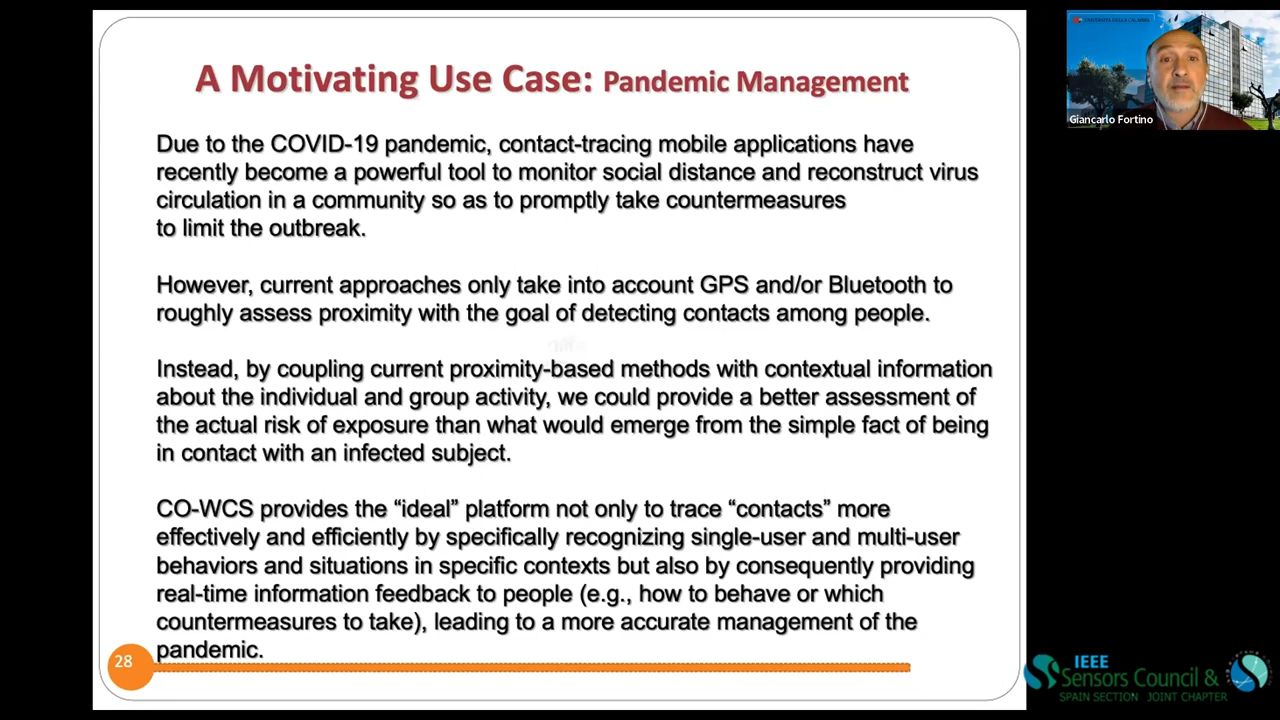 A Motivating Use Case: Pandemic Management
Due to the COVID-19 pandemic, contact-tracing mobile applications have
recently become a powerful tool to monitor social distance and reconstruct virus
circulation in a community so as to promptly take countermeasures
to limit the outbreak.
However, current approaches only take into account GPS and/or Bluetooth to
roughly assess proximity with the goal of detecting contacts among people.
Instead, by coupling current proximity-based methods with contextual information
about the individual and group activity, we could provide a better assessment of
the actual risk of exposure than what would emerge from the simple fact of being
in contact with an infected subject.
CO-WCS provides the “ideal” platform not only to trace “contacts” more
effectively and efficiently by specifically recognizing single-user and multi-user
behaviors and situations in specific contexts but also by consequently providing
real-time information feedback to people (e.g., how to behave or which
countermeasures to take), leading to a more accurate management of the
pandemic.
28
Giancarlo Fortino
IEEE
Sensors Council &
SPAIN SECTION JOINT CHAPTER